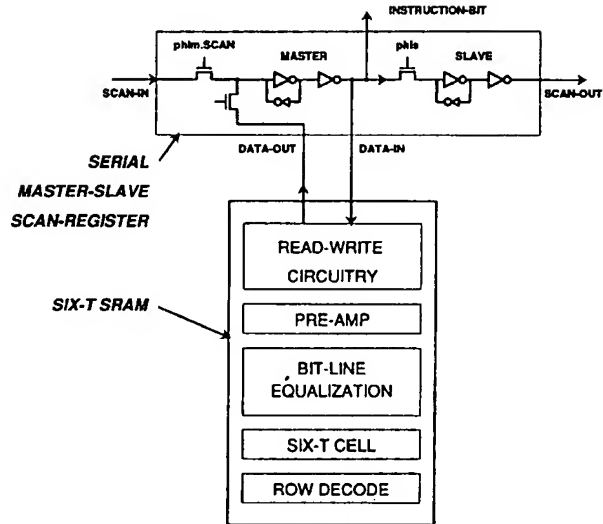 INSTRUCTION-BIT
phim.SCAN
MASTER
phis
SLAVE
SCAN-IN
SCAN-OUT
DATA-OUT
DATA-IN
SERIAL
MASTER-SLAVE
SCAN-REGISTER
READ-WRITE
CIRCUITRY
SIX-T SRAM
PRE-AMP
BIT-LINE
EQUALIZATION
SIX-T CELL
ROW DECODE